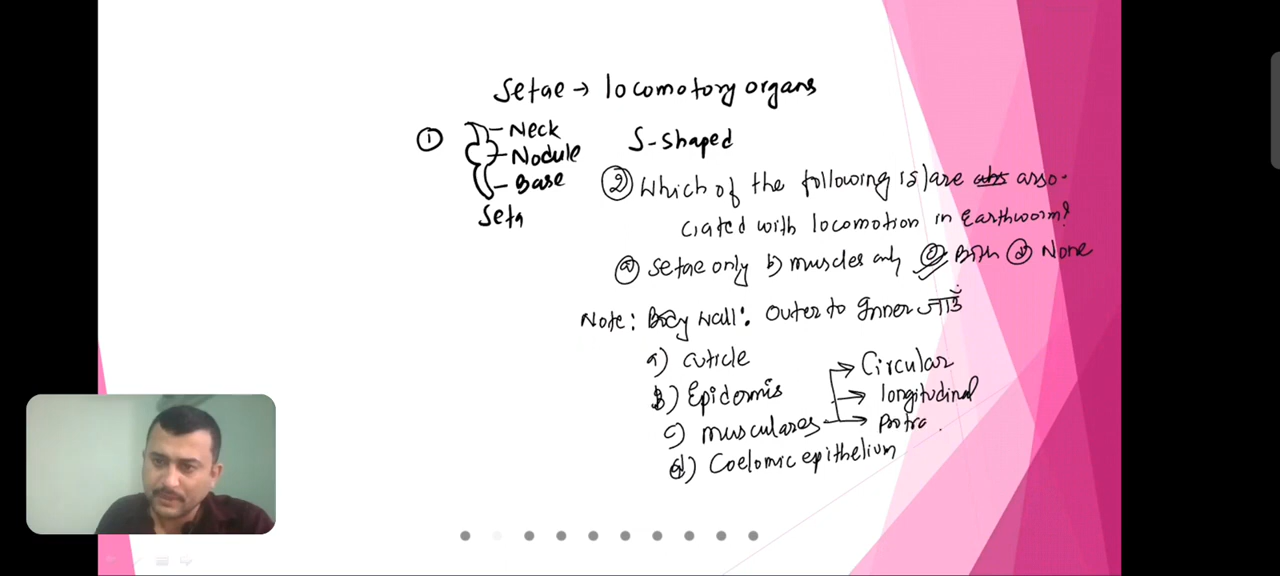 Setae → locomotory organs
① Neck
Nodule
Base
Seta
S-shaped
② Which of the following is/are asso-
ciated with locomotion in Earthworm?
ⓐ Setae only b) muscles only ⓒ Both ⓓ None
Note: Body wall: Outer to Inner
a) cuticle
B) Epidermis
c) musculares → Circular
→ longitudinal
→ Protra.
d) Coelomic epithelium